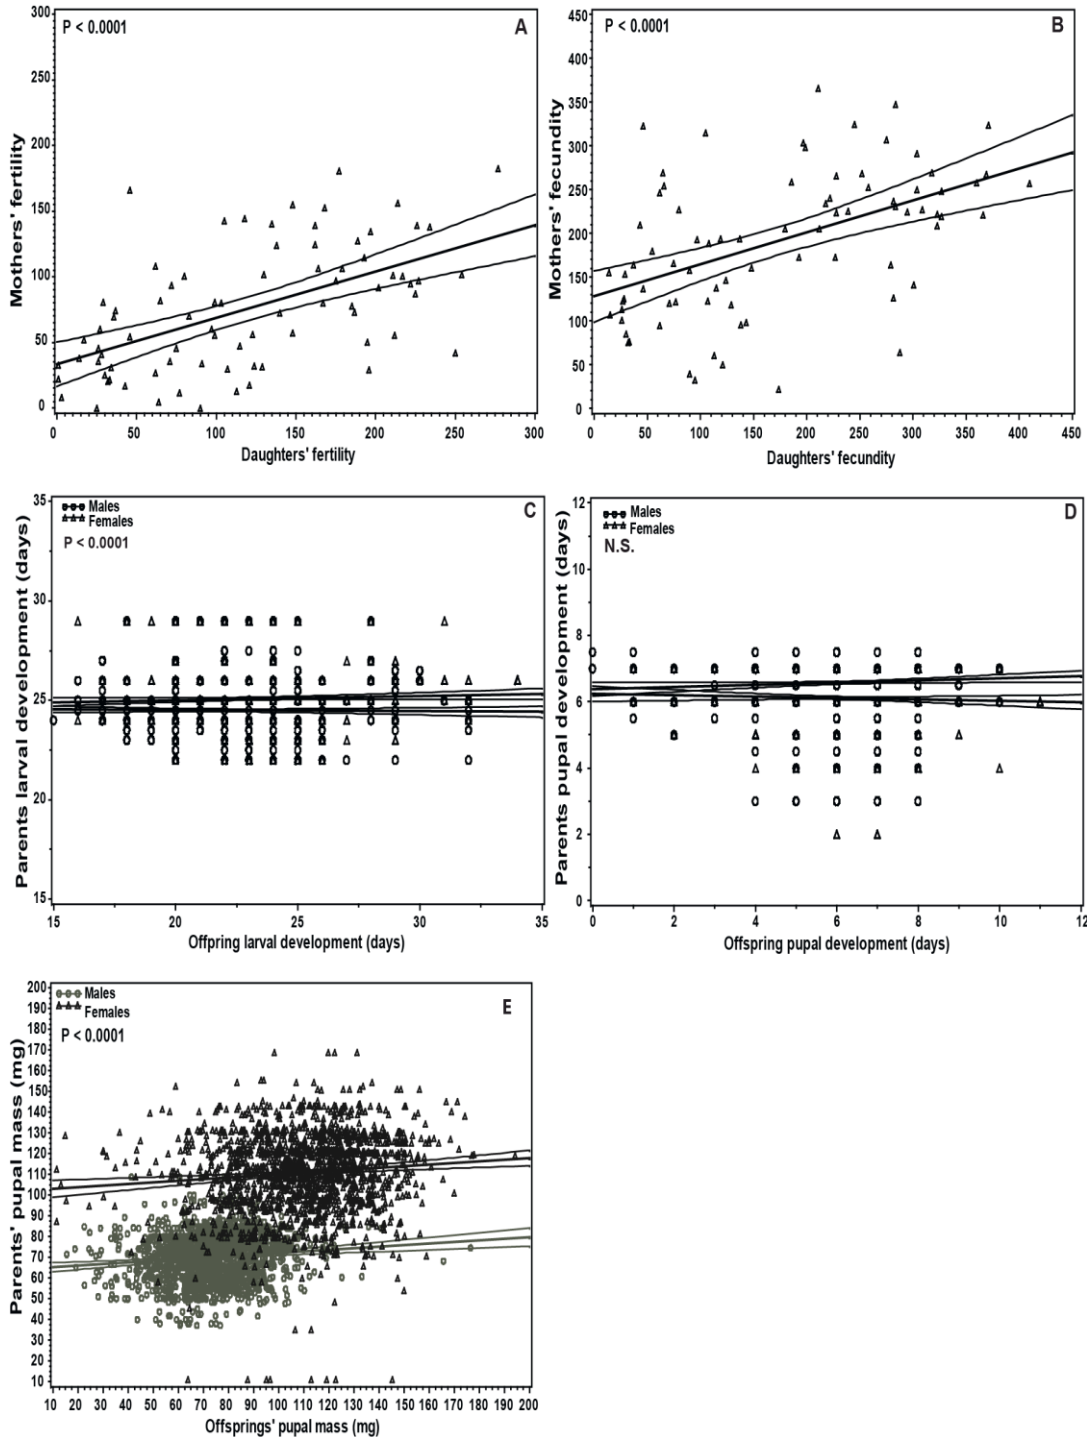 P < 0.0001
A
300
250
200
150
100
50
0
Mothers' fertility
0 50 100 150 200 250 300
Daughters' fertility
P < 0.0001
B
450
400
350
300
250
200
150
100
50
0
Mothers' fecundity
0 50 100 150 200 250 300 350 400 450
Daughters' fecundity
Males
Females
P < 0.0001
C
35
30
25
20
15
Parents larval development (days)
15 20 25 30 35
Offpring larval development (days)
Males
Females
N.S.
D
12
10
8
6
4
2
0
Parents pupal development (days)
0 2 4 6 8 10 12
Offspring pupal development (days)
Males
Females
P < 0.0001
E
200
190
180
170
160
150
140
130
120
110
100
90
80
70
60
50
40
30
20
10
Parents' pupal mass (mg)
10 20 30 40 50 60 70 80 90 100 110 120 130 140 150 160 170 180 190 200
Offsprings' pupal mass (mg)